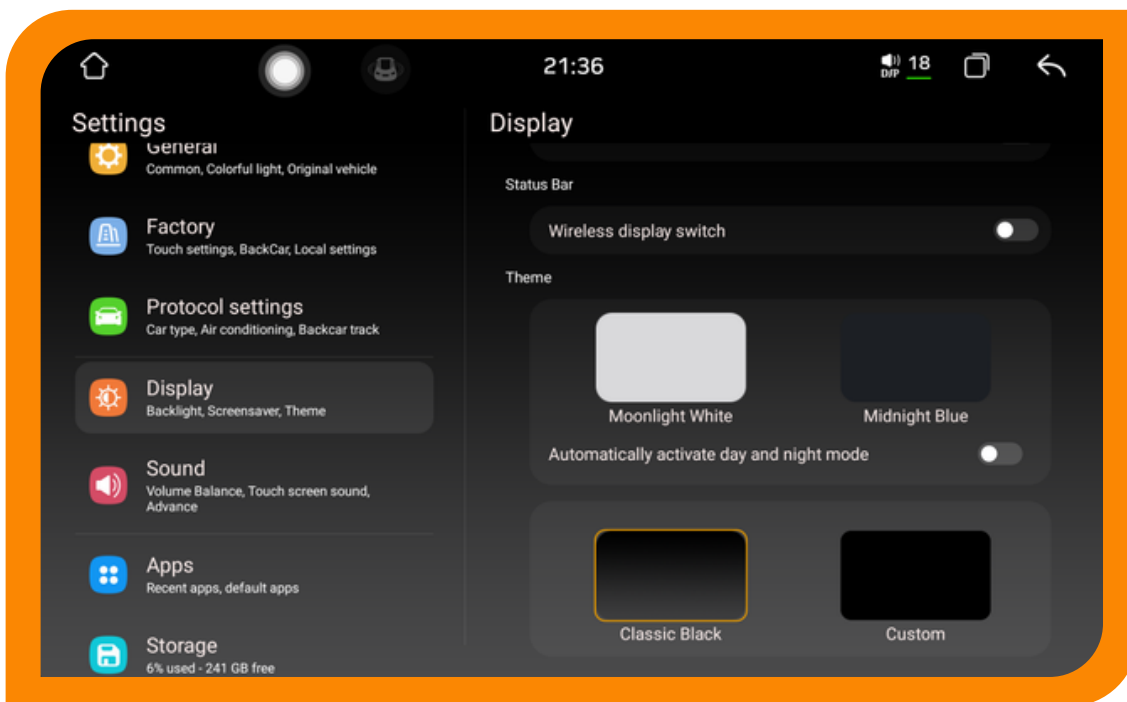 21:36
D/P 18
Settings
Display
General
Common, Colorful light, Original vehicle
Factory
Touch settings, BackCar, Local settings
Protocol settings
Car type, Air conditioning, Backcar track
Display
Backlight, Screensaver, Theme
Sound
Volume Balance, Touch screen sound,
Advance
Apps
Recent apps, default apps
Storage
6% used - 241 GB free
Status Bar
Wireless display switch
Theme
Moonlight White
Midnight Blue
Automatically activate day and night mode
Classic Black
Custom